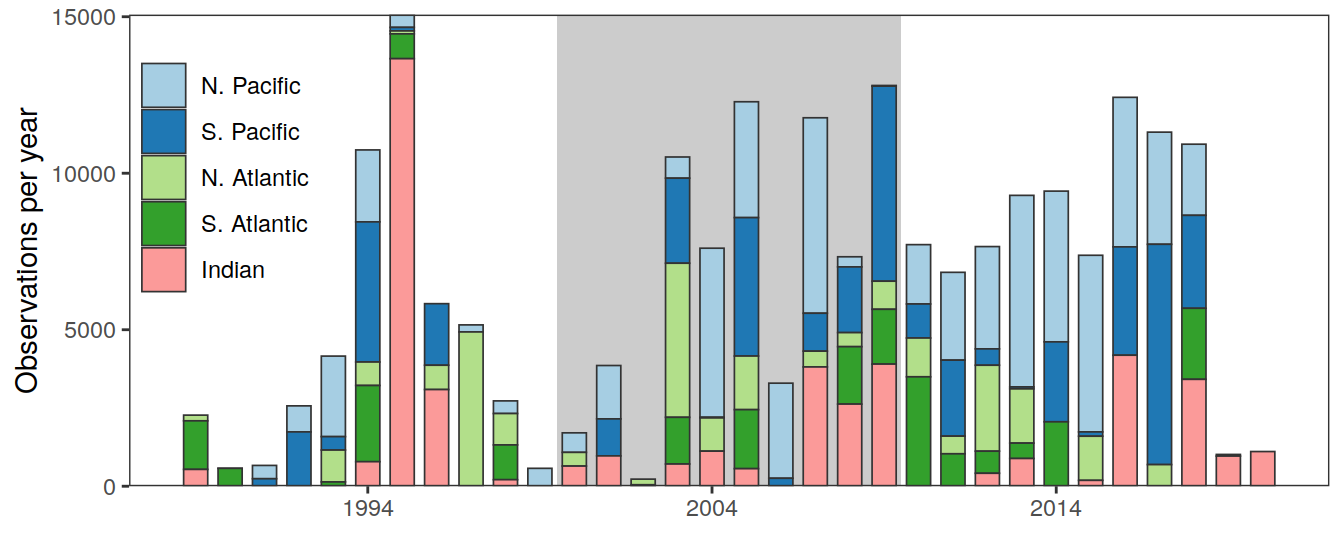 Observations per year
15000
10000
5000
0
N. Pacific
S. Pacific
N. Atlantic
S. Atlantic
Indian
1994
2004
2014